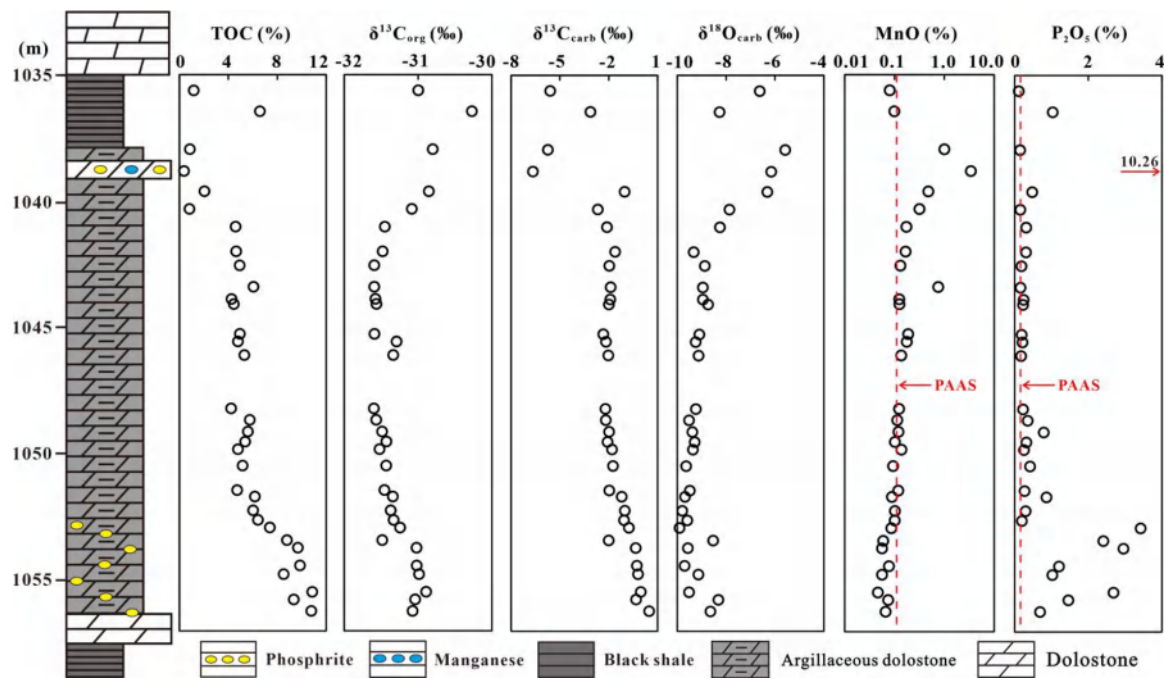 (m) TOC (%) δ¹³Corg (‰) δ¹³Ccarb (‰) δ¹⁸Ocarb (‰) MnO (%) P₂O₅ (%)
0 4 8 12 -32 -31 -30 -8 -5 -2 1 -10 -8 -6 -4 0.01 0.1 1.0 10.0 0 2 4
1035
10.26
1040
1045
PAAS PAAS
1050
1055
Phosphrite Manganese Black shale Argillaceous dolostone Dolostone